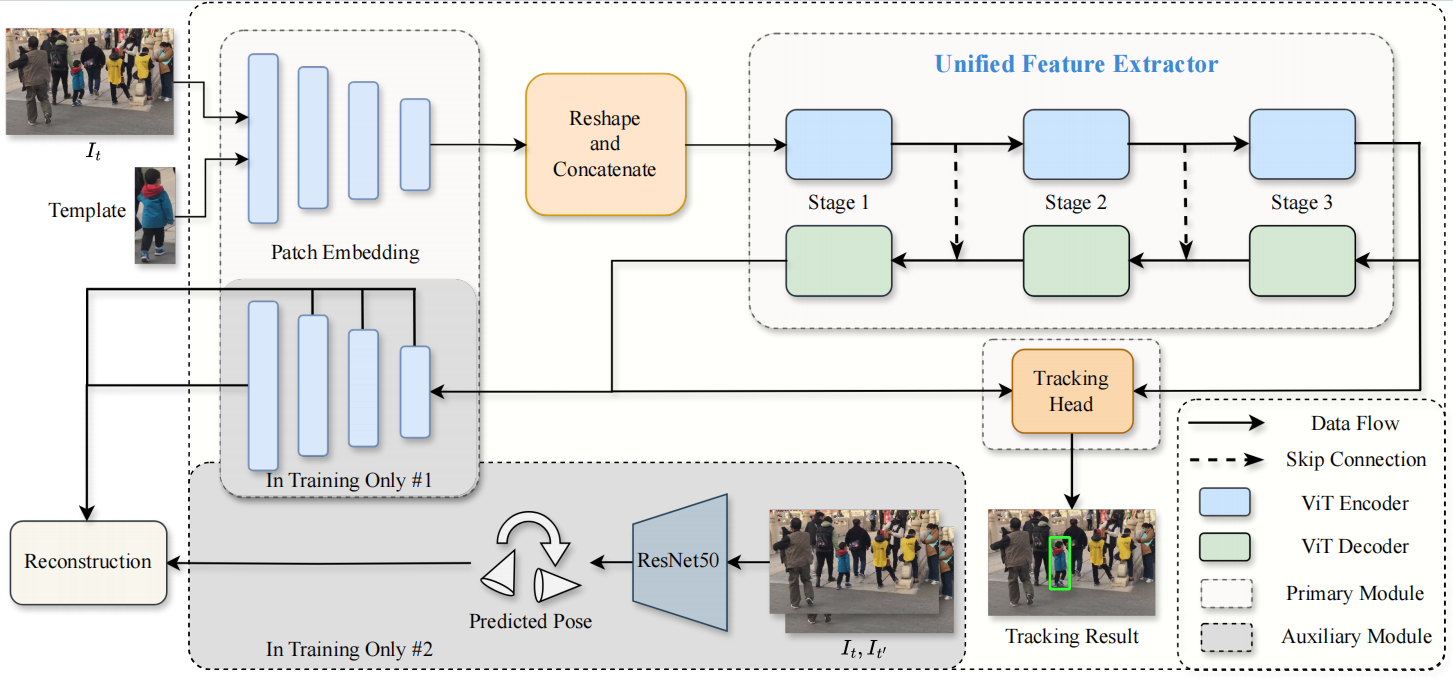 Unified Feature Extractor
I_t
Template
Patch Embedding
Reshape
and
Concatenate
Stage 1
Stage 2
Stage 3
Tracking
Head
In Training Only #1
Reconstruction
Predicted Pose
ResNet50
I_t, I_{t'}
In Training Only #2
Tracking Result
Data Flow
Skip Connection
ViT Encoder
ViT Decoder
Primary Module
Auxiliary Module